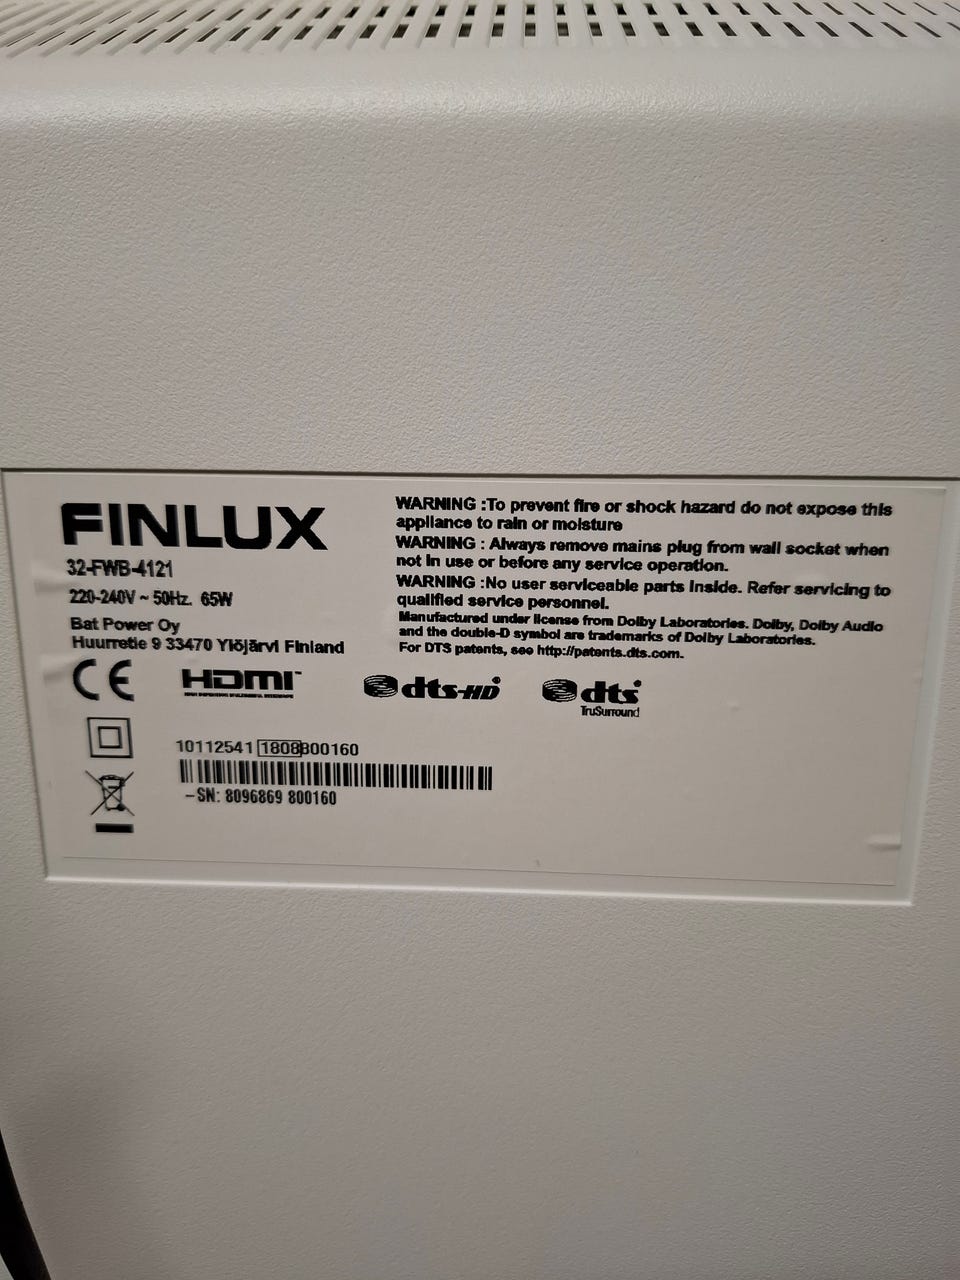 FINLUX
32-FWB-4121
220-240V ~ 50Hz. 65W
Bat Power Oy
Huurretie 9 33470 Ylöjärvi Finland
WARNING :To prevent fire or shock hazard do not expose this
appliance to rain or moisture
WARNING : Always remove mains plug from wall socket when
not in use or before any service operation.
WARNING :No user serviceable parts inside. Refer servicing to
qualified service personnel.
Manufactured under license from Dolby Laboratories. Dolby, Dolby Audio
and the double-D symbol are trademarks of Dolby Laboratories.
For DTS patents, see http://patents.dts.com.
CE
HDMI™
HIGH DEFINITION MULTIMEDIA INTERFACE
dts-HD
dts
TruSurround
10112541 1808800160
–SN: 8096869 800160